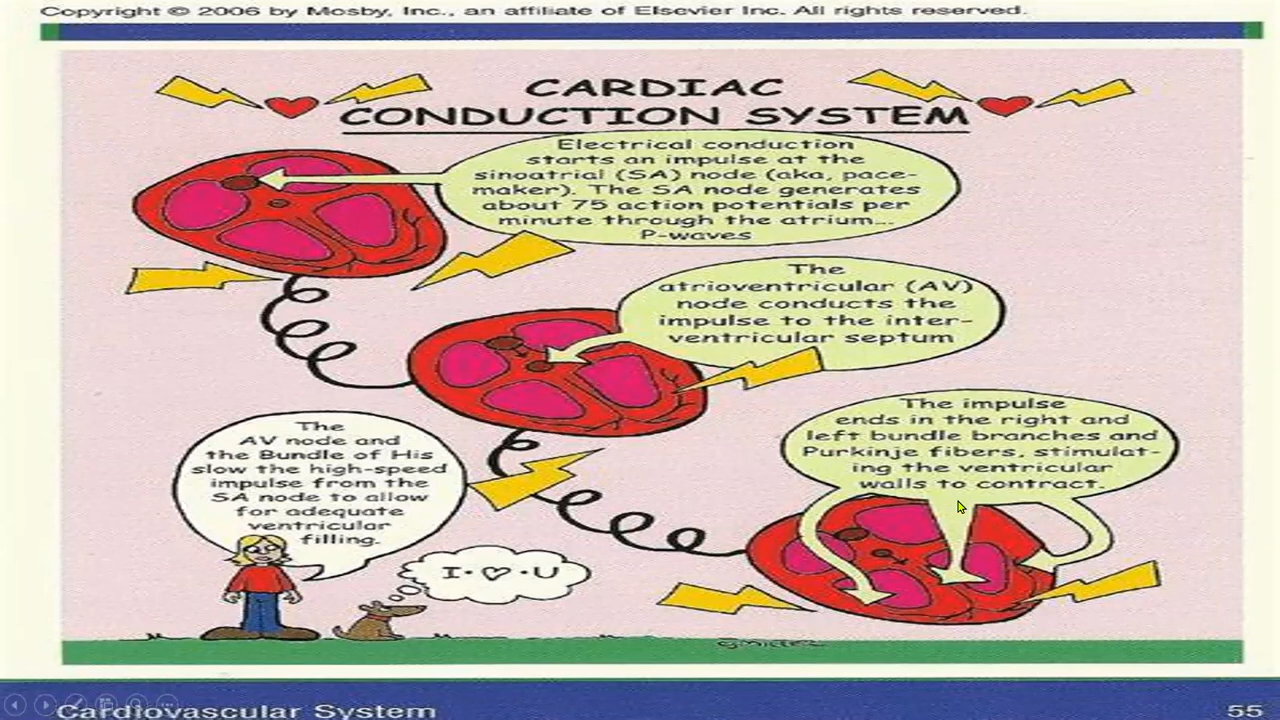 Copyright © 2006 by Mosby, Inc., an affiliate of Elsevier Inc. All rights reserved.
CARDIAC
CONDUCTION SYSTEM
Electrical conduction
starts an impulse at the
sinoatrial (SA) node (aka, pace-
maker). The SA node generates
about 75 action potentials per
minute through the atrium...
P-waves
The
atrioventricular (AV)
node conducts the
impulse to the inter-
ventricular septum
The impulse
ends in the right and
left bundle branches and
Purkinje fibers, stimulat-
ing the ventricular
walls to contract.
The
AV node and
the Bundle of His
slow the high-speed
impulse from the
SA node to allow
for adequate
ventricular
filling.
I·♡·U
Cardiovascular System
55